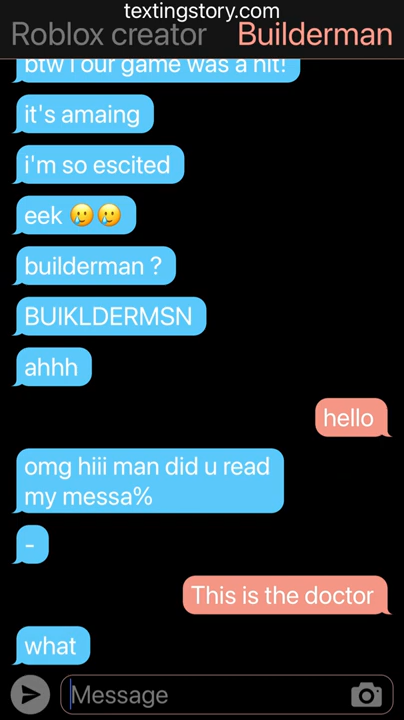 textingstory.com
Roblox creator Builderman
btw I our game was a hit!
it's amaing
i'm so escited
eek 🥲🥲
builderman ?
BUIKLDERMSN
ahhh
hello
omg hiii man did u read
my messa%
-
This is the doctor
what
Message